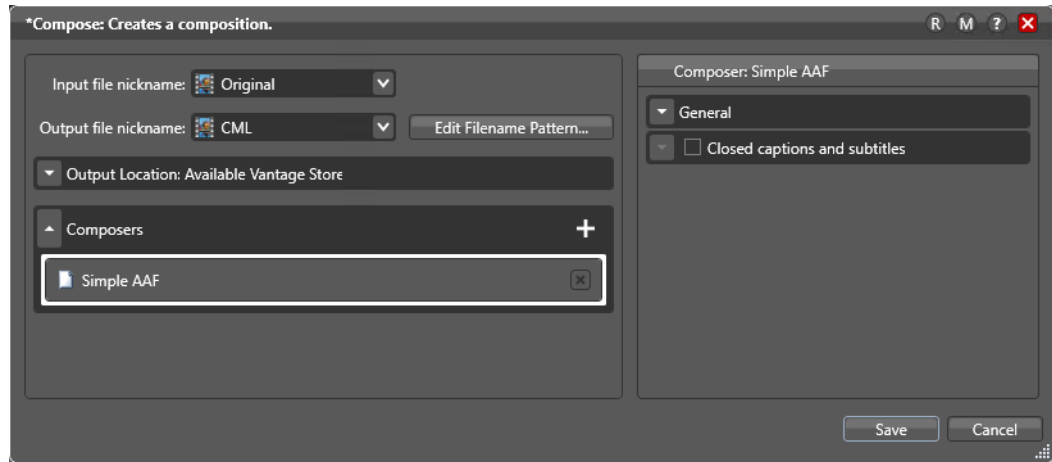 *Compose: Creates a composition.
R M ?
Input file nickname: Original
Output file nickname: CML
Edit Filename Pattern...
Output Location: Available Vantage Store
Composers
Simple AAF
Composer: Simple AAF
General
Closed captions and subtitles
Save
Cancel